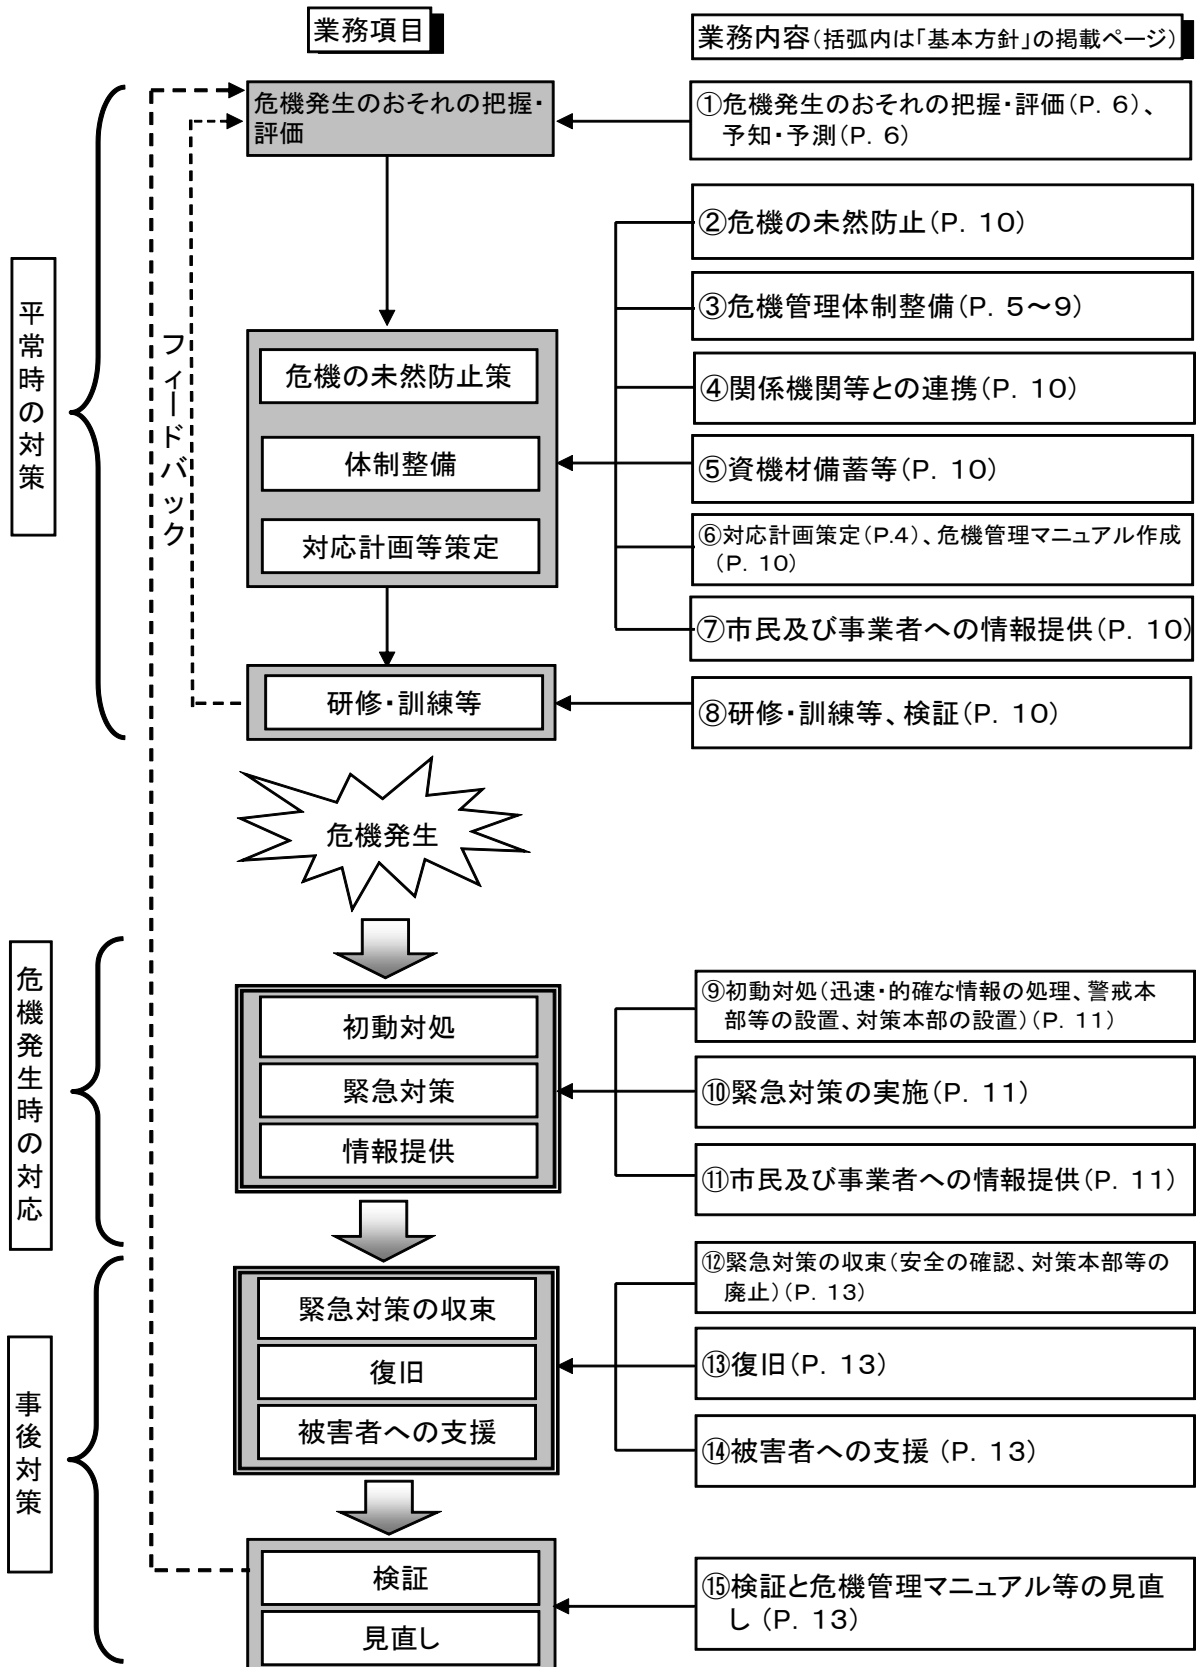 業務項目
業務内容(括弧内は「基本方針」の掲載ページ)
平常時の対策
フィードバック
危機発生のおそれの把握・
評価
①危機発生のおそれの把握・評価(P. 6)、
予知・予測(P. 6)
②危機の未然防止(P. 10)
③危機管理体制整備(P. 5～9)
④関係機関等との連携(P. 10)
⑤資機材備蓄等(P. 10)
⑥対応計画策定(P.4)、危機管理マニュアル作成
(P. 10)
⑦市民及び事業者への情報提供(P. 10)
危機の未然防止策
体制整備
対応計画等策定
研修・訓練等
⑧研修・訓練等、検証(P. 10)
危機発生
危機発生時の対応
初動対処
緊急対策
情報提供
⑨初動対処(迅速・的確な情報の処理、警戒本
部等の設置、対策本部の設置)(P. 11)
⑩緊急対策の実施(P. 11)
⑪市民及び事業者への情報提供(P. 11)
事後対策
緊急対策の収束
復旧
被害者への支援
⑫緊急対策の収束(安全の確認、対策本部等の
廃止)(P. 13)
⑬復旧(P. 13)
⑭被害者への支援 (P. 13)
検証
見直し
⑮検証と危機管理マニュアル等の見直
し (P. 13)